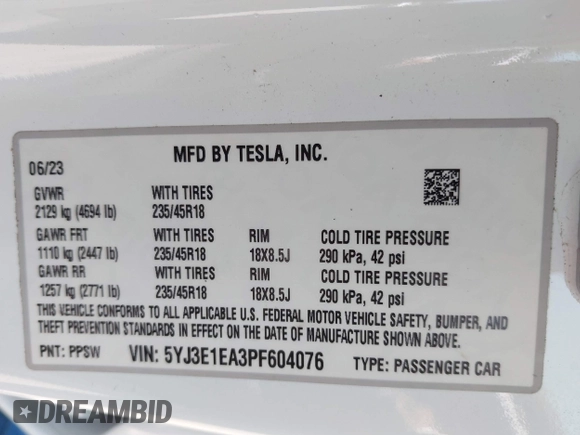 MFD BY TESLA, INC.
06/23
GVWR WITH TIRES
2129 kg (4694 lb) 235/45R18
GAWR FRT WITH TIRES RIM COLD TIRE PRESSURE
1110 kg (2447 lb) 235/45R18 18X8.5J 290 kPa, 42 psi
GAWR RR WITH TIRES RIM COLD TIRE PRESSURE
1257 kg (2771 lb) 235/45R18 18X8.5J 290 kPa, 42 psi
THIS VEHICLE CONFORMS TO ALL APPLICABLE U.S. FEDERAL MOTOR VEHICLE SAFETY, BUMPER, AND
THEFT PREVENTION STANDARDS IN EFFECT ON THE DATE OF MANUFACTURE SHOWN ABOVE.
PNT: PPSW VIN: 5YJ3E1EA3PF604076 TYPE: PASSENGER CAR
DREAMBID